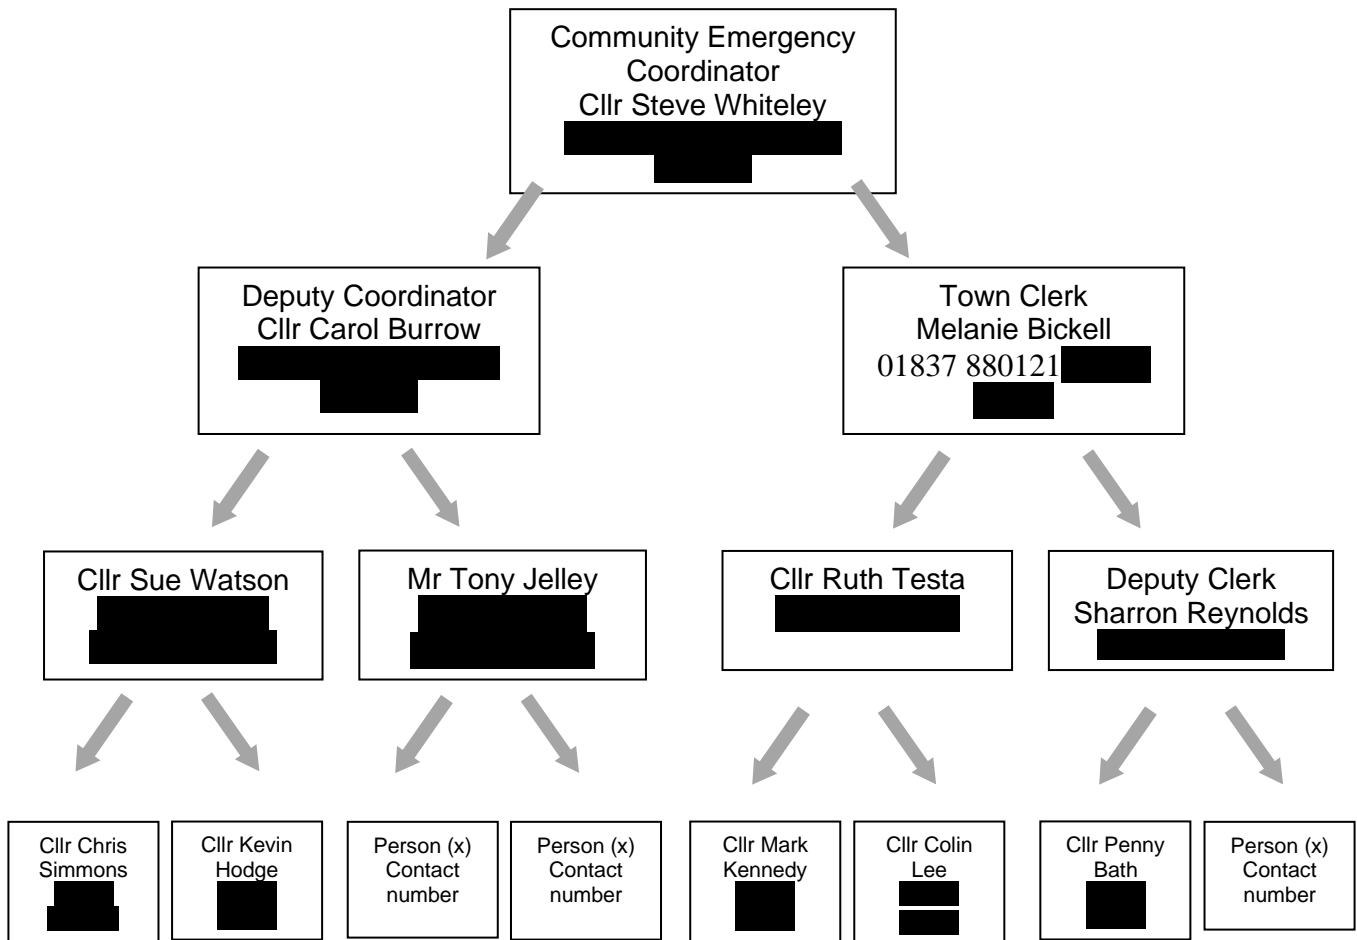 Community Emergency
Coordinator
Cllr Steve Whiteley
Deputy Coordinator
Cllr Carol Burrow
Town Clerk
Melanie Bickell
01837 880121
Cllr Sue Watson
Mr Tony Jelley
Cllr Ruth Testa
Deputy Clerk
Sharron Reynolds
Cllr Chris
Simmons
Cllr Kevin
Hodge
Person (x)
Contact
number
Person (x)
Contact
number
Cllr Mark
Kennedy
Cllr Colin
Lee
Cllr Penny
Bath
Person (x)
Contact
number